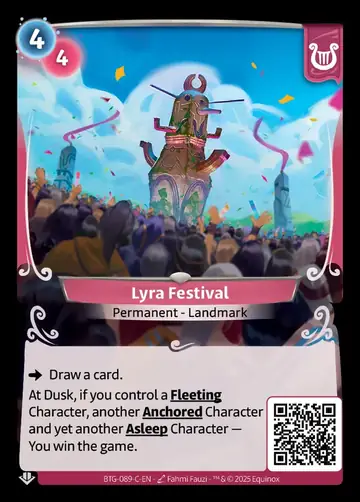 4
4
Lyra Festival
Permanent - Landmark
Draw a card.
At Dusk, if you control a Fleeting
Character, another Anchored Character
and yet another Asleep Character —
You win the game.
BTG-089-C-EN - Fahmi Fauzi - ™ & © 2025 Equinox